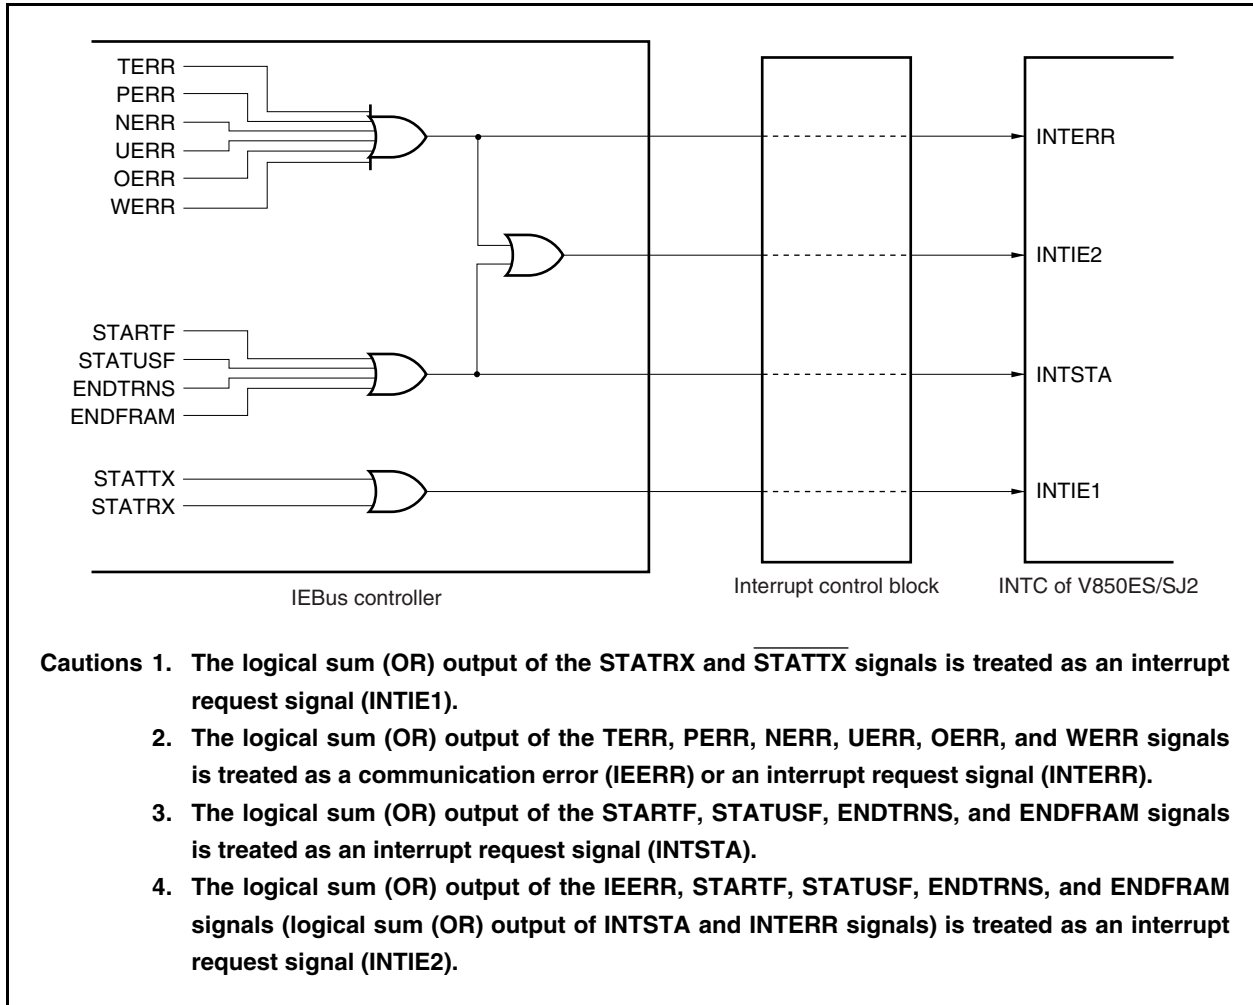 TERR
PERR
NERR
UERR
OERR
WERR
INTERR
INTIE2
STARTF
STATUSF
ENDTRNS
ENDFRAM
INTSTA
STATTX
STATRX
INTIE1
IEBus controller
Interrupt control block
INTC of V850ES/SJ2
Cautions 1. The logical sum (OR) output of the STATRX and STATTX signals is treated as an interrupt
request signal (INTIE1).
2. The logical sum (OR) output of the TERR, PERR, NERR, UERR, OERR, and WERR signals
is treated as a communication error (IEERR) or an interrupt request signal (INTERR).
3. The logical sum (OR) output of the STARTF, STATUSF, ENDTRNS, and ENDFRAM signals
is treated as an interrupt request signal (INTSTA).
4. The logical sum (OR) output of the IEERR, STARTF, STATUSF, ENDTRNS, and ENDFRAM
signals (logical sum (OR) output of INTSTA and INTERR signals) is treated as an interrupt
request signal (INTIE2).